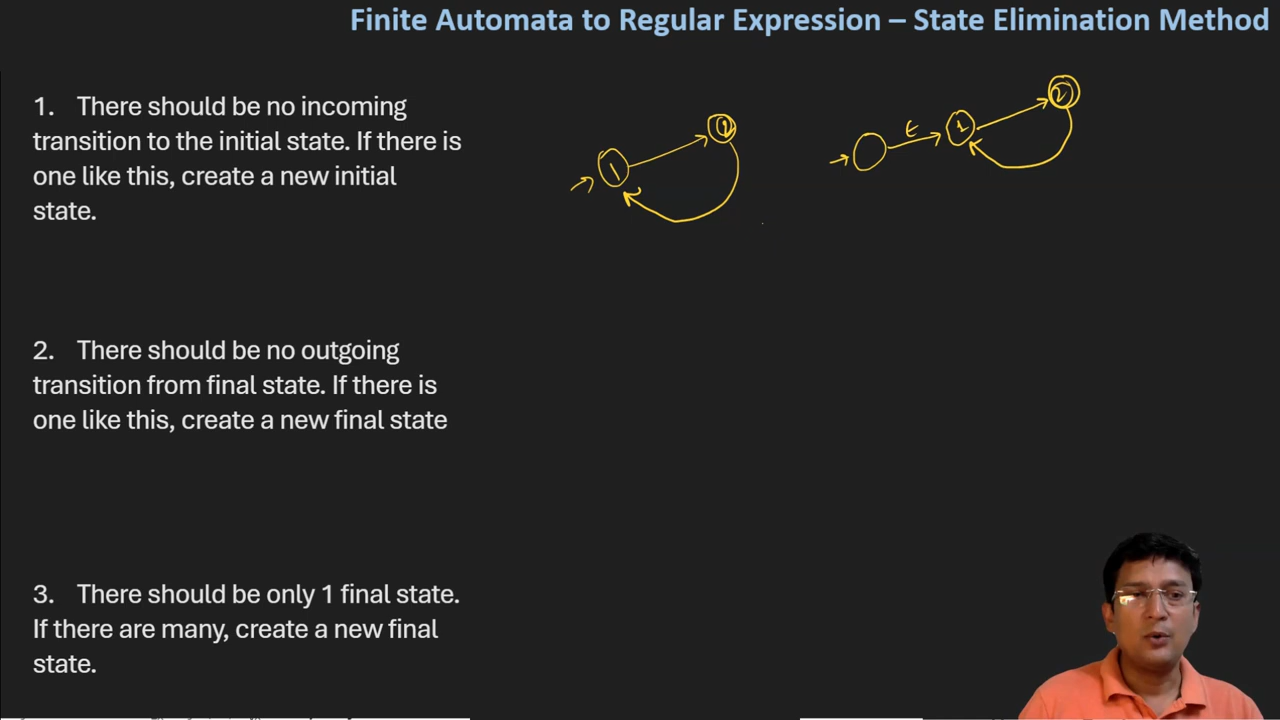 Finite Automata to Regular Expression – State Elimination Method
1. There should be no incoming
transition to the initial state. If there is
one like this, create a new initial
state.
1
2
ε
1
2
2. There should be no outgoing
transition from final state. If there is
one like this, create a new final state
3. There should be only 1 final state.
If there are many, create a new final
state.